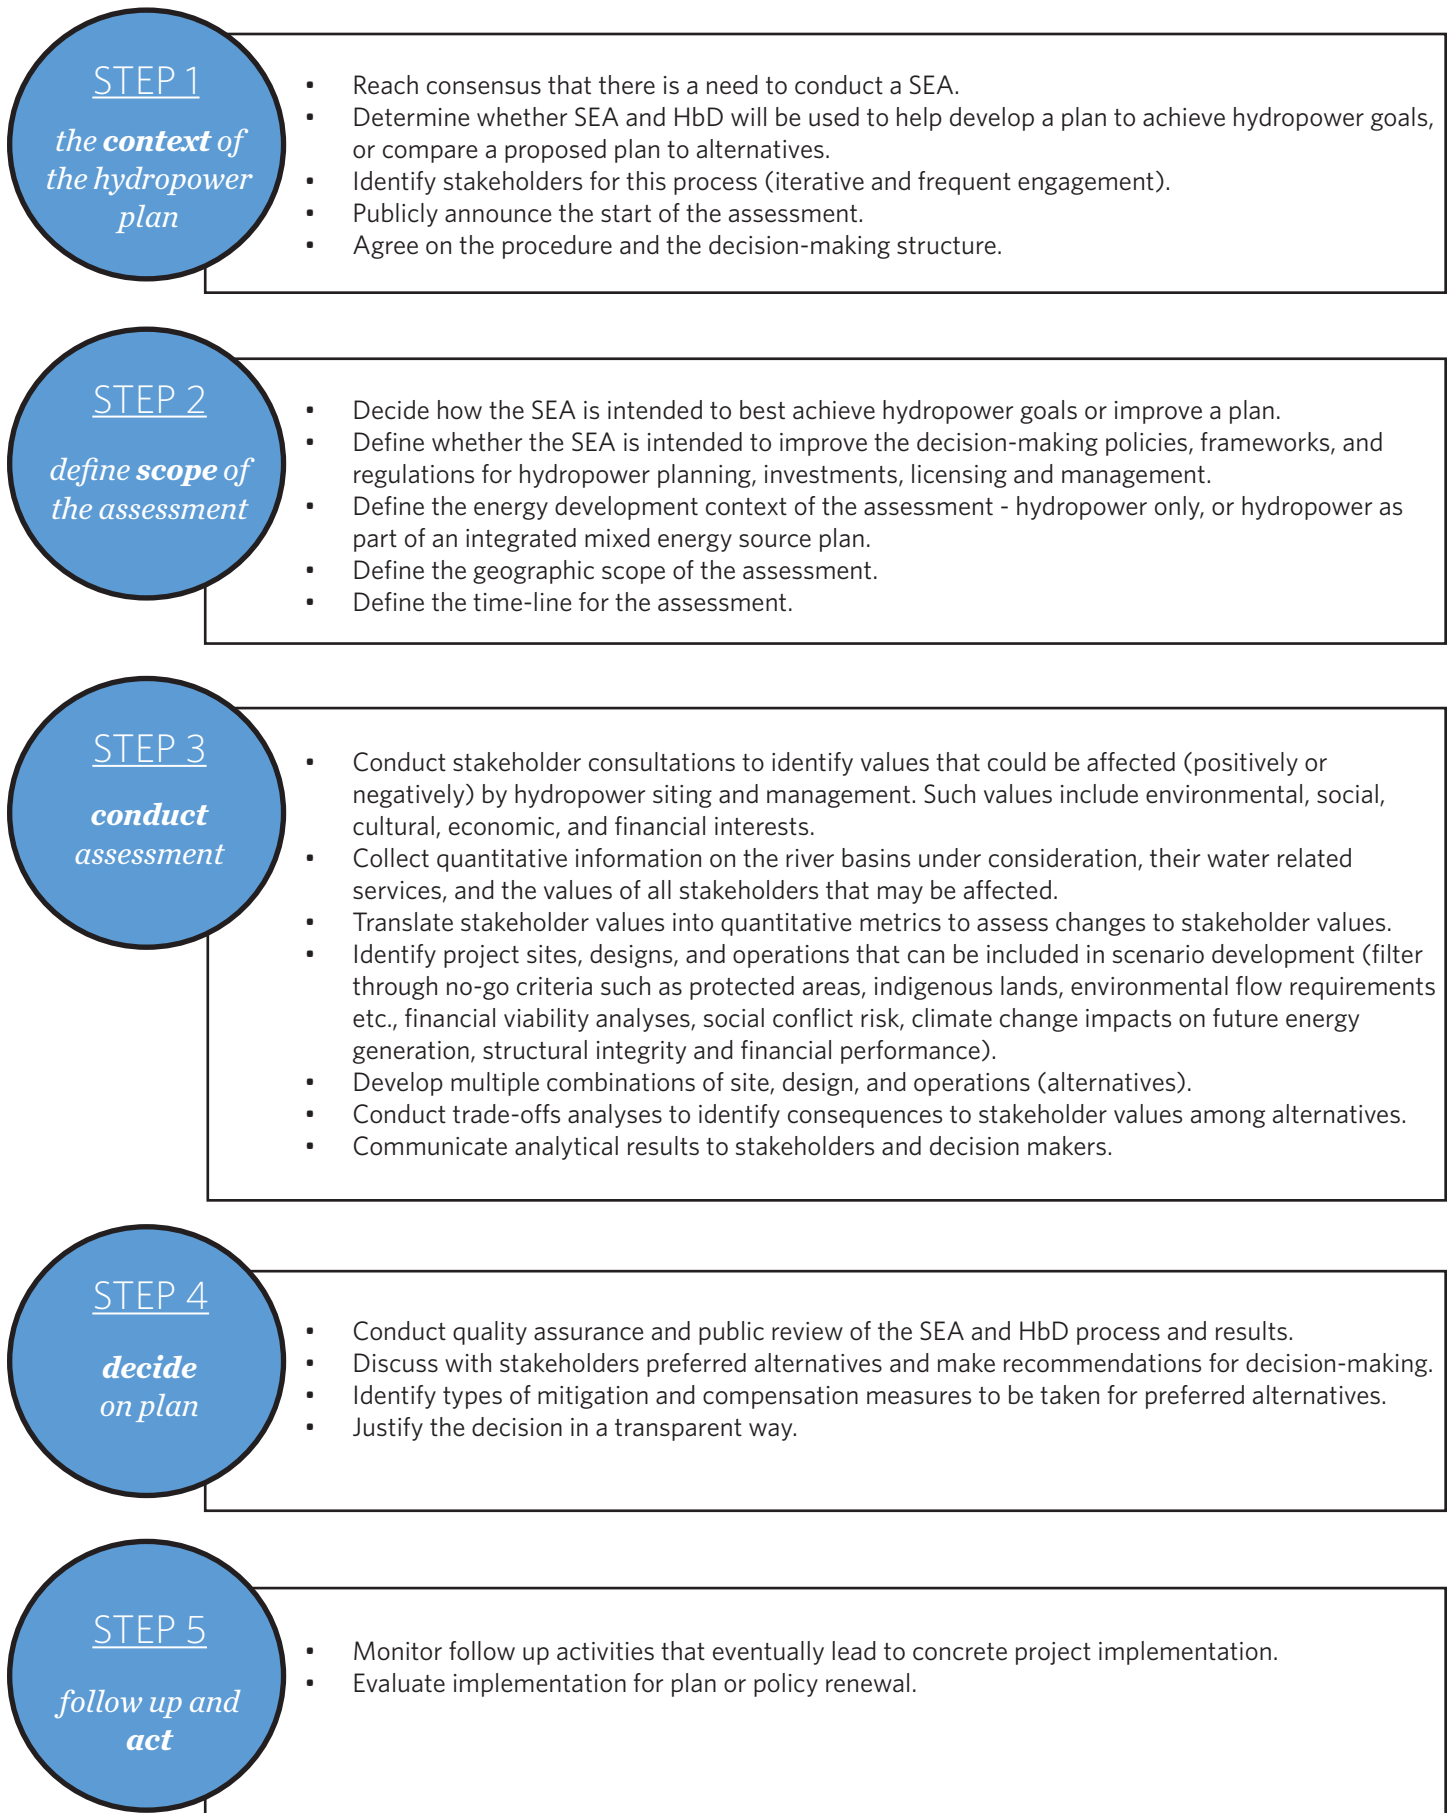 STEP 1
the context of
the hydropower
plan
• Reach consensus that there is a need to conduct a SEA.
• Determine whether SEA and HbD will be used to help develop a plan to achieve hydropower goals,
or compare a proposed plan to alternatives.
• Identify stakeholders for this process (iterative and frequent engagement).
• Publicly announce the start of the assessment.
• Agree on the procedure and the decision-making structure.
STEP 2
define scope of
the assessment
• Decide how the SEA is intended to best achieve hydropower goals or improve a plan.
• Define whether the SEA is intended to improve the decision-making policies, frameworks, and
regulations for hydropower planning, investments, licensing and management.
• Define the energy development context of the assessment - hydropower only, or hydropower as
part of an integrated mixed energy source plan.
• Define the geographic scope of the assessment.
• Define the time-line for the assessment.
STEP 3
conduct
assessment
• Conduct stakeholder consultations to identify values that could be affected (positively or
negatively) by hydropower siting and management. Such values include environmental, social,
cultural, economic, and financial interests.
• Collect quantitative information on the river basins under consideration, their water related
services, and the values of all stakeholders that may be affected.
• Translate stakeholder values into quantitative metrics to assess changes to stakeholder values.
• Identify project sites, designs, and operations that can be included in scenario development (filter
through no-go criteria such as protected areas, indigenous lands, environmental flow requirements
etc., financial viability analyses, social conflict risk, climate change impacts on future energy
generation, structural integrity and financial performance).
• Develop multiple combinations of site, design, and operations (alternatives).
• Conduct trade-offs analyses to identify consequences to stakeholder values among alternatives.
• Communicate analytical results to stakeholders and decision makers.
STEP 4
decide
on plan
• Conduct quality assurance and public review of the SEA and HbD process and results.
• Discuss with stakeholders preferred alternatives and make recommendations for decision-making.
• Identify types of mitigation and compensation measures to be taken for preferred alternatives.
• Justify the decision in a transparent way.
STEP 5
follow up and
act
• Monitor follow up activities that eventually lead to concrete project implementation.
• Evaluate implementation for plan or policy renewal.